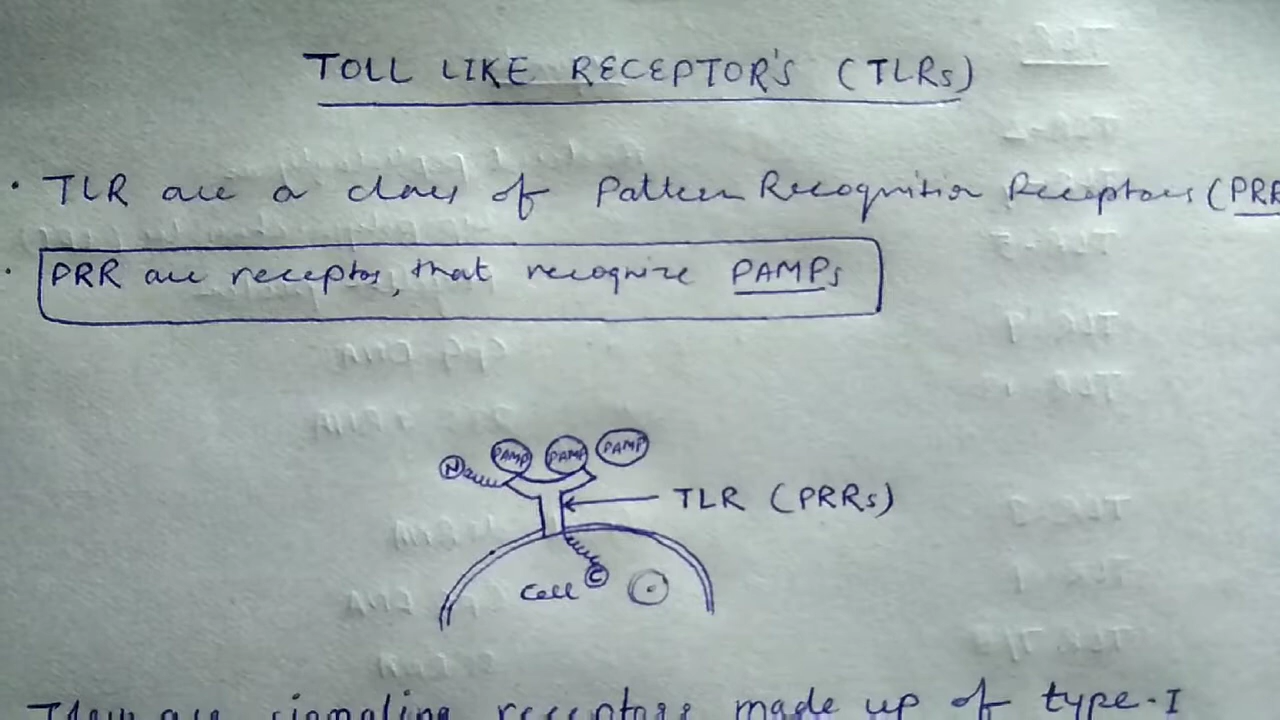 TOLL LIKE RECEPTOR'S (TLRs)
• TLR are a class of Pattern Recognition Receptors (PRR
• PRR are receptor, that recognize PAMPs
N PAMP PAMP PAMP
TLR (PRRs)
Cell C
They are signaling receptors made up of type-I